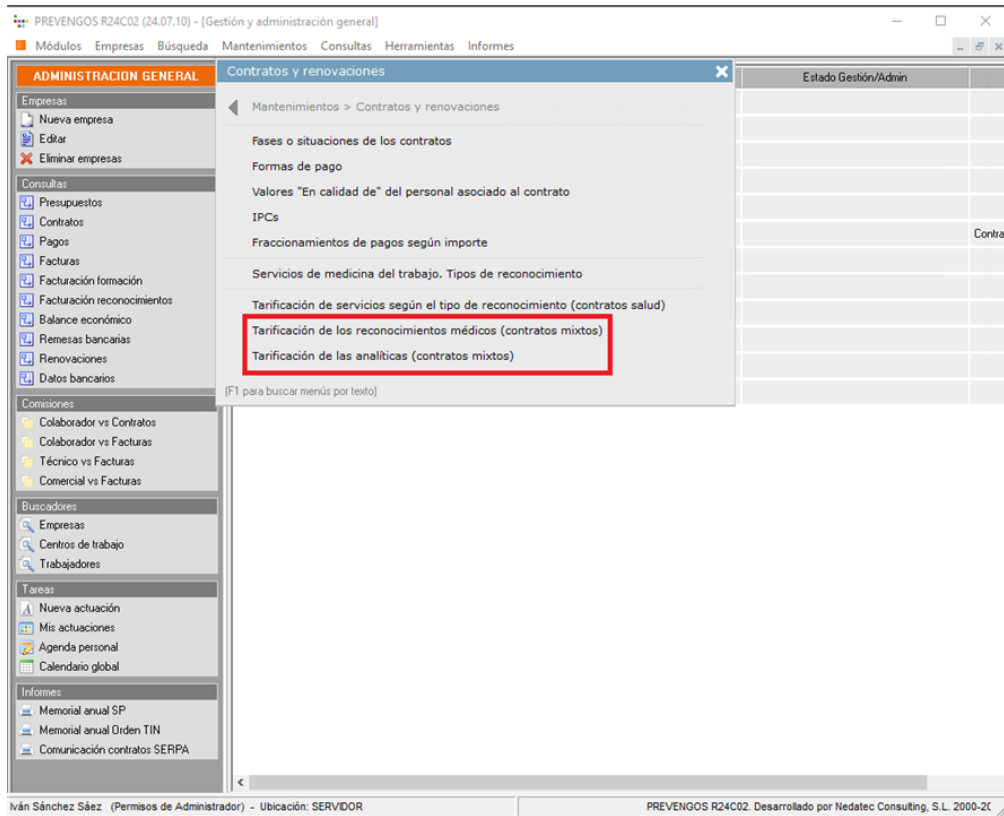 PREVENGOS R24C02 (24.07.10) - [Gestión y administración general]
Módulos Empresas Búsqueda Mantenimientos Consultas Herramientas Informes
ADMINISTRACION GENERAL
Empresas
Nueva empresa
Editar
Eliminar empresas
Consultas
Presupuestos
Contratos
Pagos
Facturas
Facturación formación
Facturación reconocimientos
Balance económico
Remesas bancarias
Renovaciones
Datos bancarios
Comisiones
Colaborador vs Contratos
Colaborador vs Facturas
Técnico vs Facturas
Comercial vs Facturas
Buscadores
Empresas
Centros de trabajo
Trabajadores
Tareas
Nueva actuación
Mis actuaciones
Agenda personal
Calendario global
Informes
Memorial anual SP
Memorial anual Orden TIN
Comunicación contratos SERPA
Contratos y renovaciones
Mantenimientos > Contratos y renovaciones
Fases o situaciones de los contratos
Formas de pago
Valores "En calidad de" del personal asociado al contrato
IPCs
Fraccionamientos de pagos según importe
Servicios de medicina del trabajo. Tipos de reconocimiento
Tarificación de servicios según el tipo de reconocimiento (contratos salud)
Tarificación de los reconocimientos médicos (contratos mixtos)
Tarificación de las analíticas (contratos mixtos)
(F1 para buscar menús por texto)
Estado Gestión/Admin
Contra
Iván Sánchez Sáez (Permisos de Administrador) - Ubicación: SERVIDOR
PREVENGOS R24C02. Desarrollado por Nedatec Consulting, S.L. 2000-20